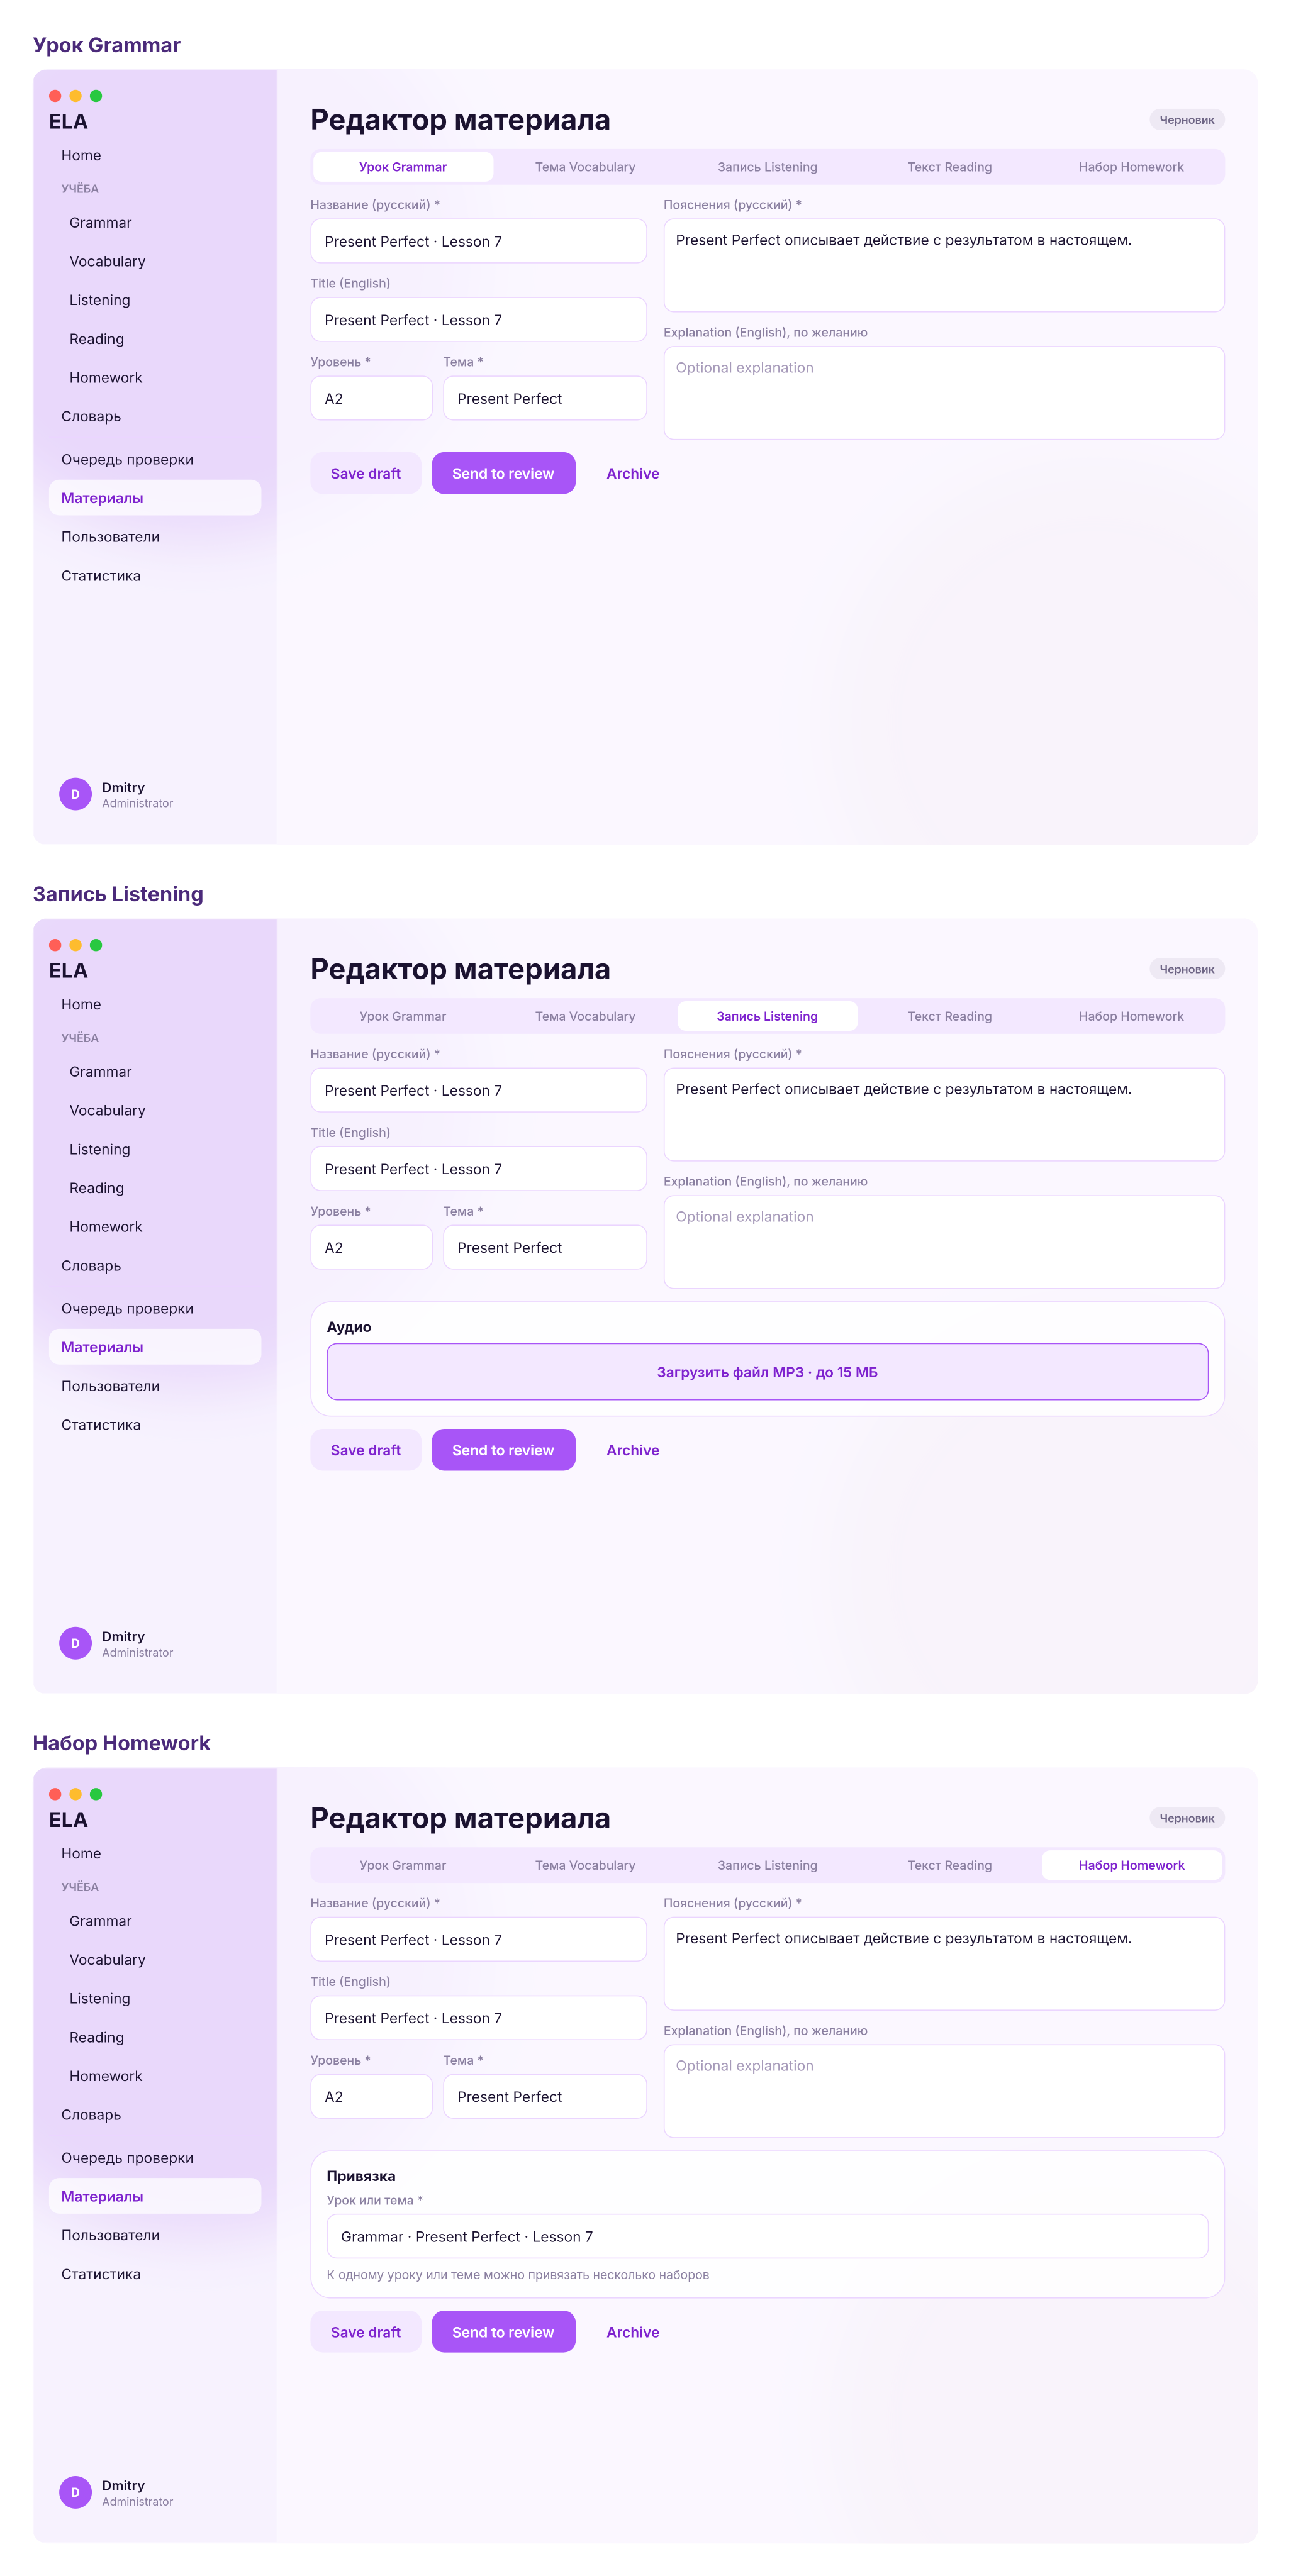 Урок Grammar
ELA
Home
УЧЁБА
Grammar
Vocabulary
Listening
Reading
Homework
Словарь
Очередь проверки
Материалы
Пользователи
Статистика
D
Dmitry
Administrator
Редактор материала
Черновик
Урок Grammar
Тема Vocabulary
Запись Listening
Текст Reading
Набор Homework
Название (русский) *
Present Perfect · Lesson 7
Title (English)
Present Perfect · Lesson 7
Уровень *
A2
Тема *
Present Perfect
Пояснения (русский) *
Present Perfect описывает действие с результатом в настоящем.
Explanation (English), по желанию
Optional explanation
Save draft
Send to review
Archive
Запись Listening
ELA
Home
УЧЁБА
Grammar
Vocabulary
Listening
Reading
Homework
Словарь
Очередь проверки
Материалы
Пользователи
Статистика
D
Dmitry
Administrator
Редактор материала
Черновик
Урок Grammar
Тема Vocabulary
Запись Listening
Текст Reading
Набор Homework
Название (русский) *
Present Perfect · Lesson 7
Title (English)
Present Perfect · Lesson 7
Уровень *
A2
Тема *
Present Perfect
Пояснения (русский) *
Present Perfect описывает действие с результатом в настоящем.
Explanation (English), по желанию
Optional explanation
Аудио
Загрузить файл MP3 · до 15 МБ
Save draft
Send to review
Archive
Набор Homework
ELA
Home
УЧЁБА
Grammar
Vocabulary
Listening
Reading
Homework
Словарь
Очередь проверки
Материалы
Пользователи
Статистика
D
Dmitry
Administrator
Редактор материала
Черновик
Урок Grammar
Тема Vocabulary
Запись Listening
Текст Reading
Набор Homework
Название (русский) *
Present Perfect · Lesson 7
Title (English)
Present Perfect · Lesson 7
Уровень *
A2
Тема *
Present Perfect
Пояснения (русский) *
Present Perfect описывает действие с результатом в настоящем.
Explanation (English), по желанию
Optional explanation
Привязка
Урок или тема *
Grammar · Present Perfect · Lesson 7
К одному уроку или теме можно привязать несколько наборов
Save draft
Send to review
Archive